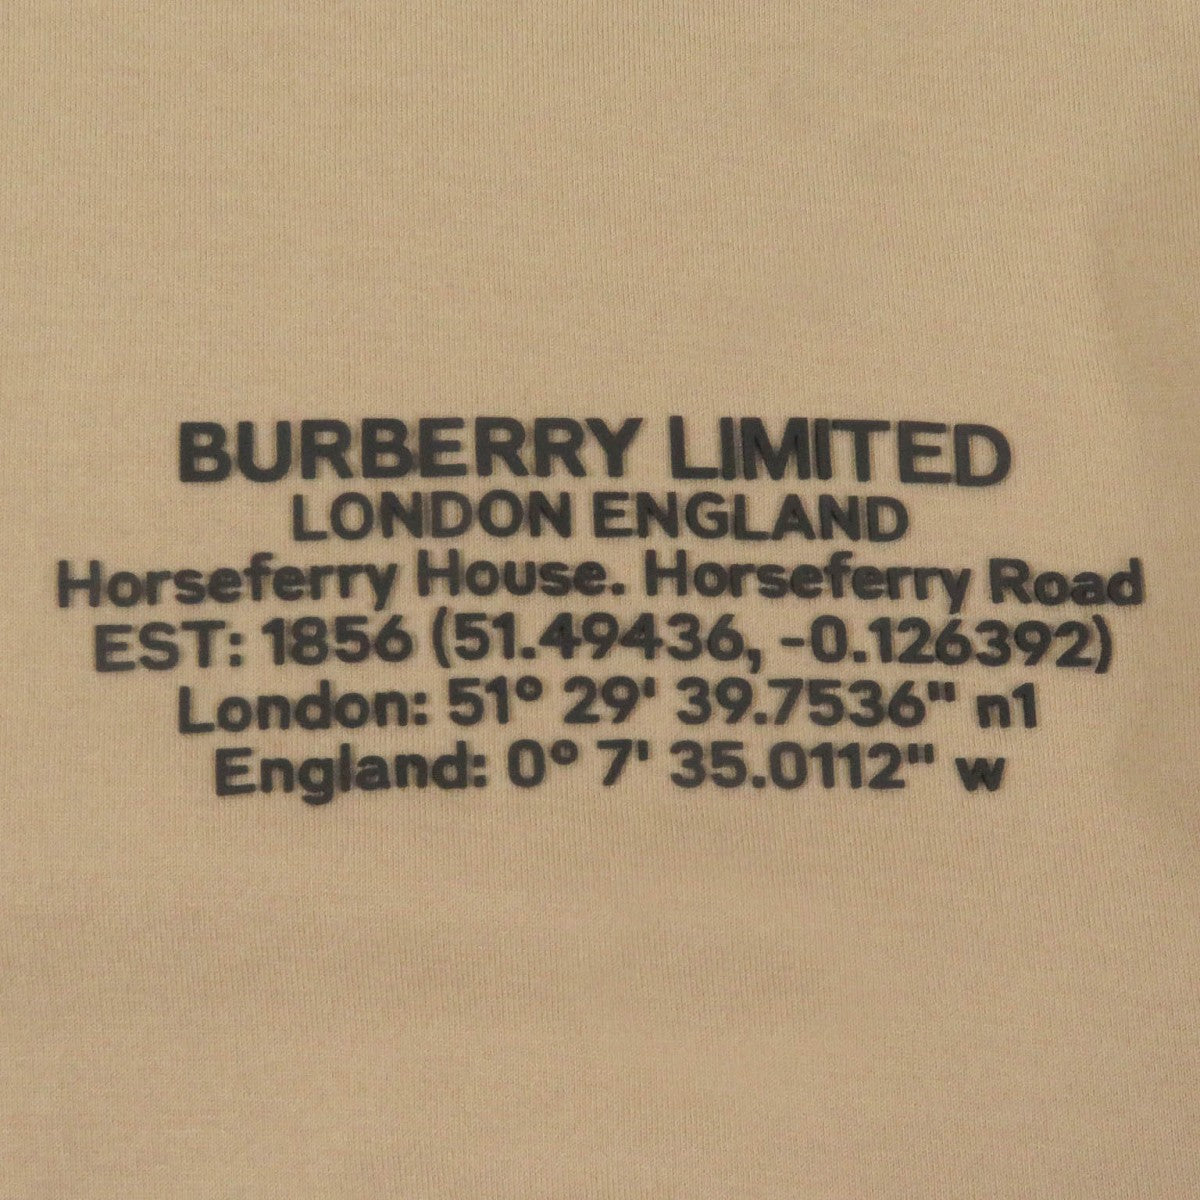 BURBERRY LIMITED
LONDON ENGLAND
Horseferry House. Horseferry Road
EST: 1856 (51.49436, -0.126392)
London: 51° 29' 39.7536" n1
England: 0° 7' 35.0112" w